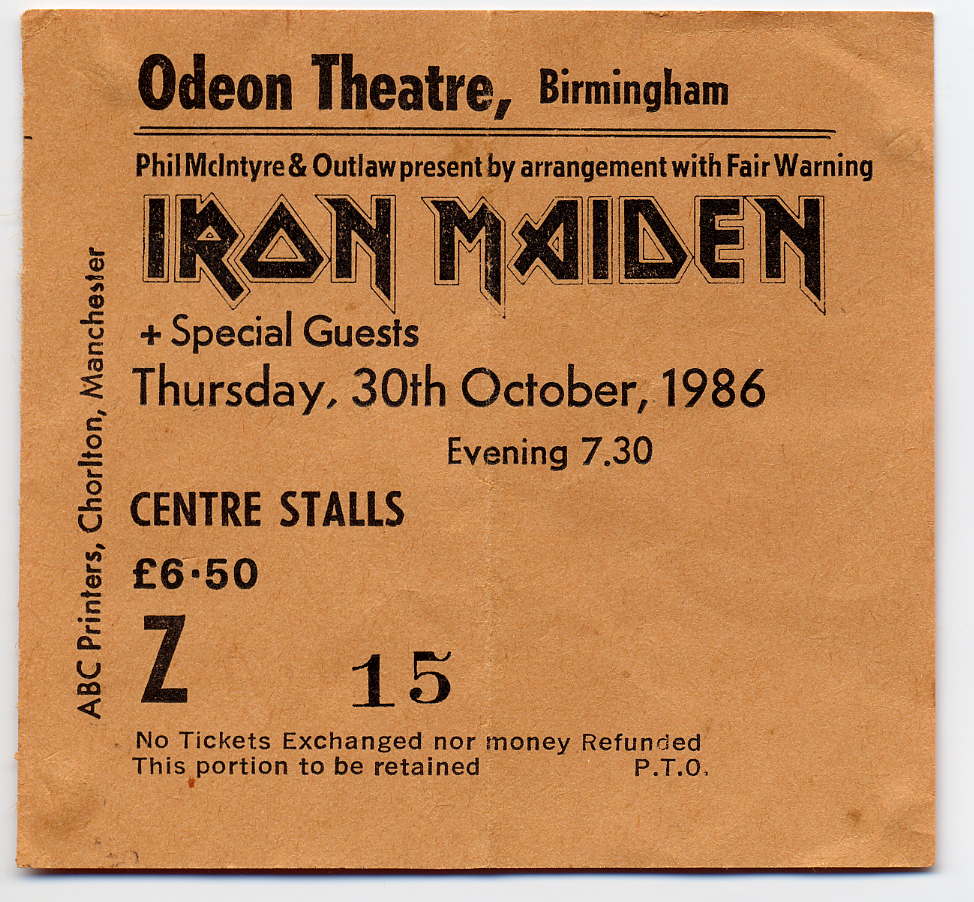 Odeon Theatre, Birmingham
Phil McIntyre & Outlaw present by arrangement with Fair Warning
IRON MAIDEN
+ Special Guests
Thursday, 30th October, 1986
Evening 7.30
CENTRE STALLS
£6·50
Z 15
No Tickets Exchanged nor money Refunded
This portion to be retained P.T.O.
ABC Printers, Chorlton, Manchester